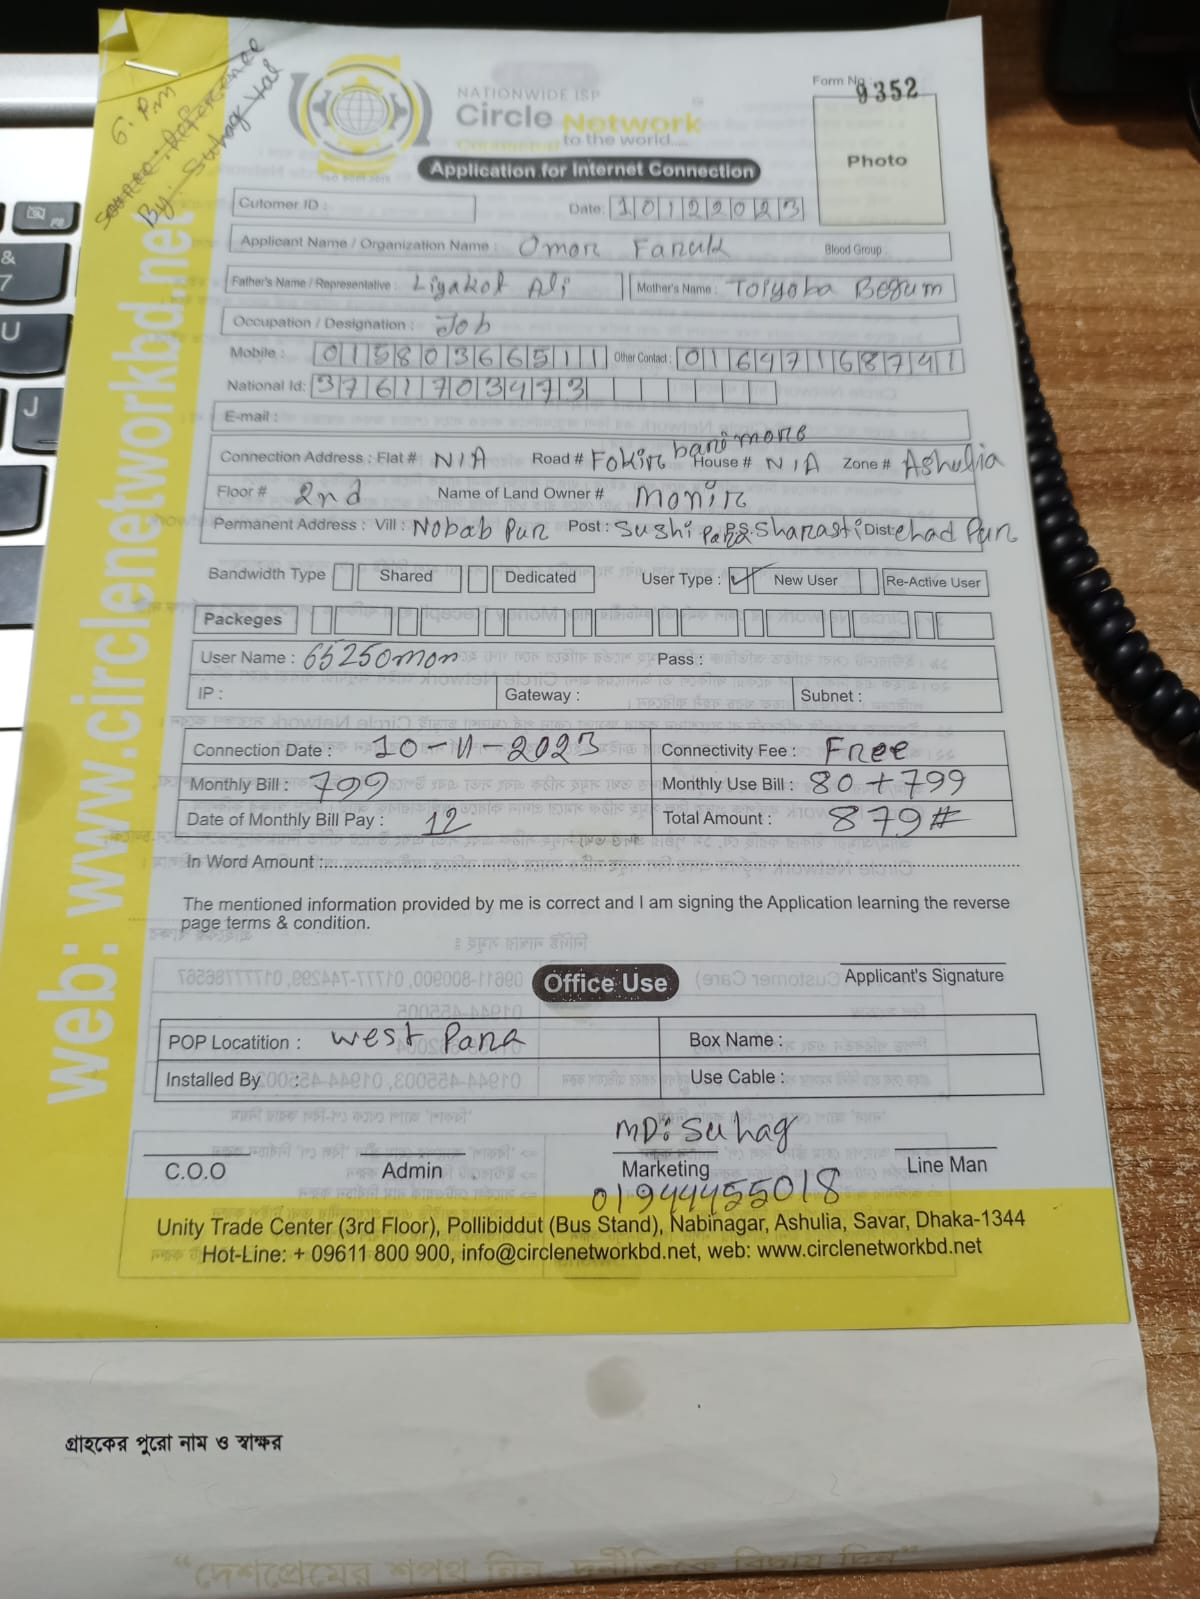 6. Pm
Source: Reference
By- Suhag Vai
NATIONWIDE ISP
Circle Network
to the world....
Form No: 9352
Photo
Application for Internet Connection
Cutomer ID :
Date: 10122023
Applicant Name / Organization Name : Omor Faruk Blood Group :
Father's Name / Representative : Liyakot Ali Mother's Name : Toiyoba Begum
Occupation / Designation : Job
Mobile : 01580366511 Other Contact : 01647168741
National Id: 3761703473
E-mail :
Connection Address : Flat # N/A Road # Fokir bari more House # N/A Zone # Ashulia
Floor # 2nd Name of Land Owner # Monir
Permanent Address : Vill : Nobab Pur Post : Sushi Para P.S: Sharasti Dist: Chad Pur
Bandwidth Type Shared Dedicated User Type : ✓ New User Re-Active User
Packeges
User Name : 65250mon Pass :
IP : Gateway : Subnet :
Connection Date : 10-11-2023 Connectivity Fee : Free
Monthly Bill : 799 Monthly Use Bill : 80+799
Date of Monthly Bill Pay : 12 Total Amount : 879#
In Word Amount :
The mentioned information provided by me is correct and I am signing the Application learning the reverse
page terms & condition.
Applicant's Signature
Office Use
POP Locatition : West Para Box Name :
Installed By : Use Cable :
MD: Suhag
C.O.O Admin Marketing Line Man
01944455018
Unity Trade Center (3rd Floor), Pollibiddut (Bus Stand), Nabinagar, Ashulia, Savar, Dhaka-1344
Hot-Line: + 09611 800 900, info@circlenetworkbd.net, web: www.circlenetworkbd.net
web: www.circlenetworkbd.net
গ্রাহকের পুরো নাম ও স্বাক্ষর
“দেশপ্রেমের শপথ নিন, দুর্নীতিকে বিদায় দিন”